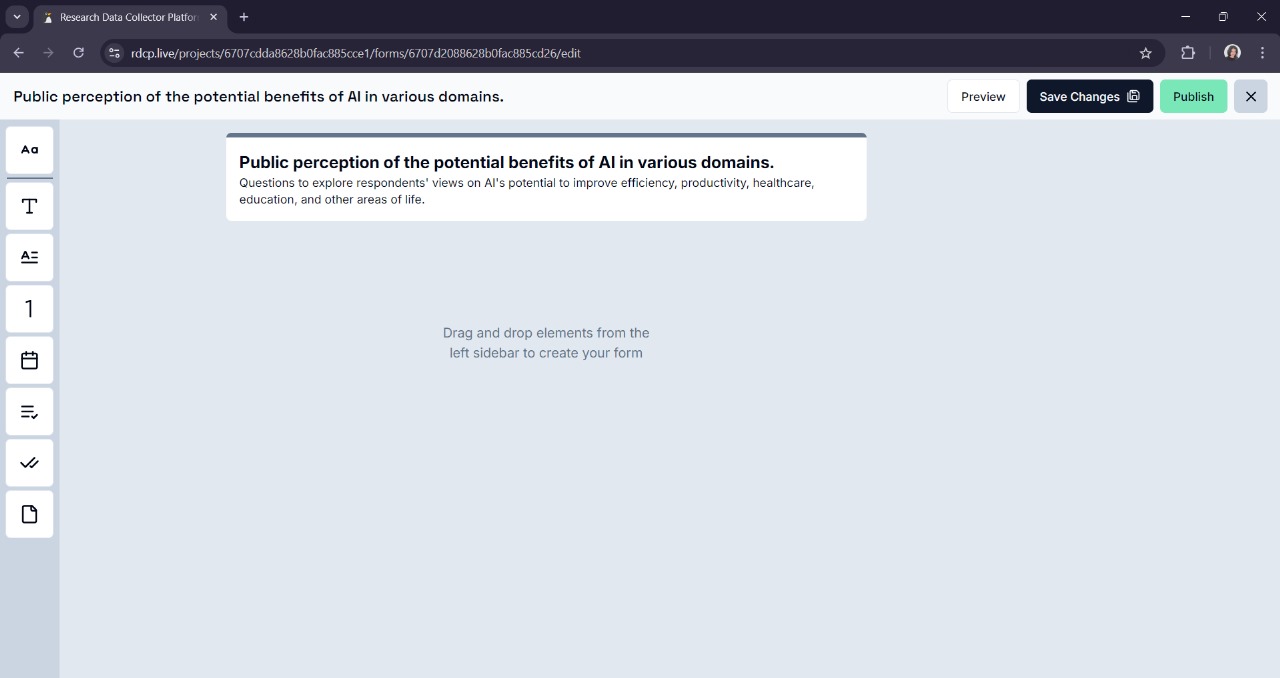 Research Data Collector Platfor
rdcp.live/projects/6707cdda8628b0fac885cce1/forms/6707d2088628b0fac885cd26/edit
Public perception of the potential benefits of AI in various domains.
Preview
Save Changes
Publish
Aa
Public perception of the potential benefits of AI in various domains.
Questions to explore respondents' views on AI's potential to improve efficiency, productivity, healthcare,
education, and other areas of life.
T
A
1
Drag and drop elements from the
left sidebar to create your form